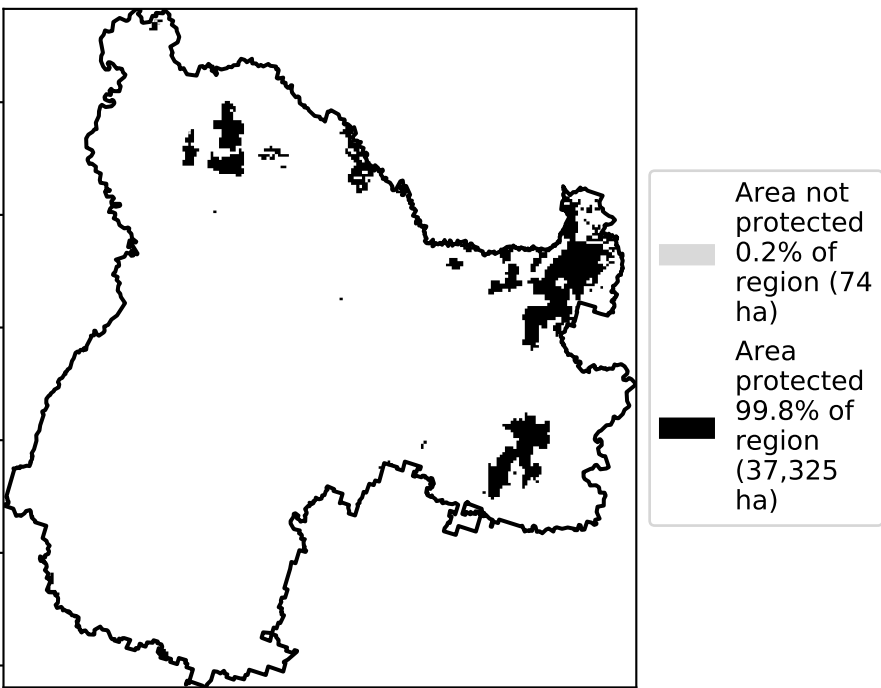 Area not
protected
0.2% of
region (74
ha)
Area
protected
99.8% of
region
(37,325
ha)